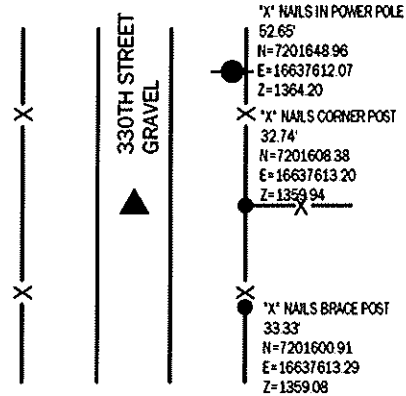 "X" NAILS IN POWER POLE
52.65'
N=7201648.96
E=16637612.07
Z=1364.20
330TH STREET
GRAVEL
"X" NAILS CORNER POST
32.74'
N=7201608.38
E=16637613.20
Z=1359.94
"X" NAILS BRACE POST
33.33'
N=7201600.91
E=16637613.29
Z=1359.08